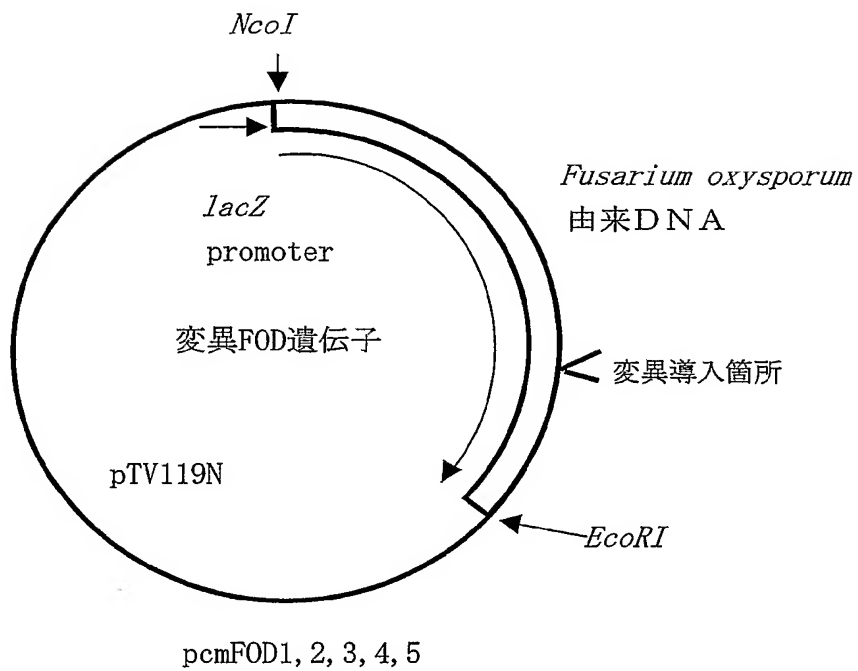 NcoI
Fusarium oxysporum
由来DNA
lacZ
promoter
変異FOD遺伝子
変異導入箇所
pTV119N
EcoRI
pcmFOD1,2,3,4,5